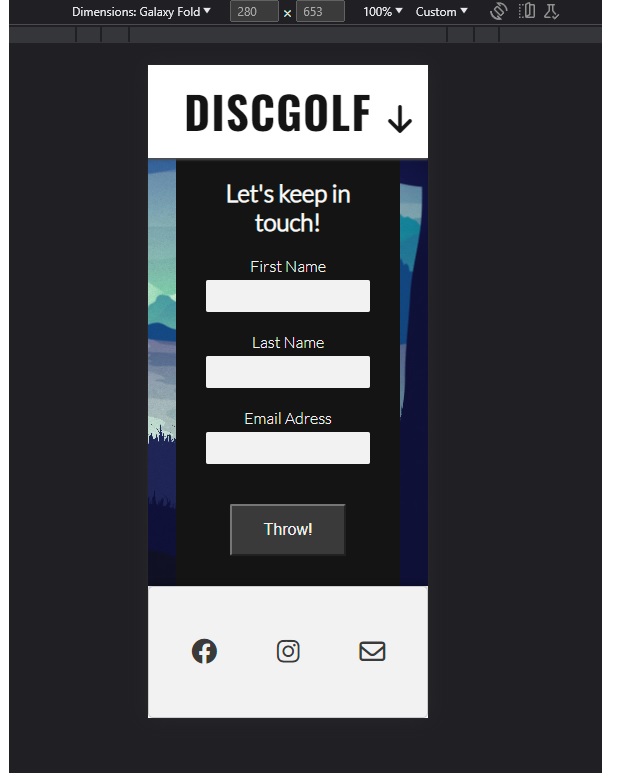 Dimensions: Galaxy Fold 280 × 653 100% Custom
DISCGOLF
Let's keep in
touch!
First Name
Last Name
Email Adress
Throw!